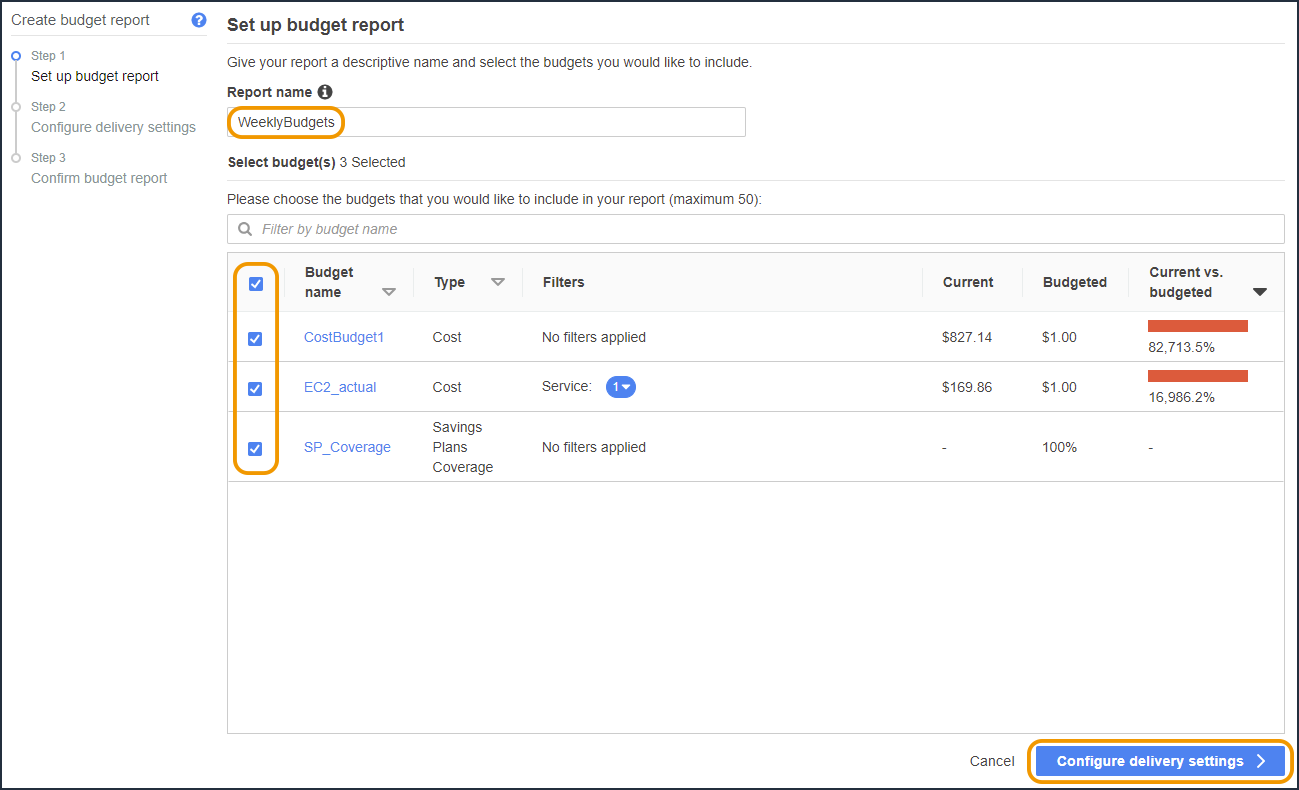 Create budget report
Step 1
Set up budget report
Step 2
Configure delivery settings
Step 3
Confirm budget report
Set up budget report
Give your report a descriptive name and select the budgets you would like to include.
Report name
WeeklyBudgets
Select budget(s) 3 Selected
Please choose the budgets that you would like to include in your report (maximum 50):
Filter by budget name
Budget name Type Filters Current Budgeted Current vs. budgeted
CostBudget1 Cost No filters applied $827.14 $1.00 82,713.5%
EC2_actual Cost Service: 1 $169.86 $1.00 16,986.2%
SP_Coverage Savings Plans Coverage No filters applied - 100% -
Cancel Configure delivery settings